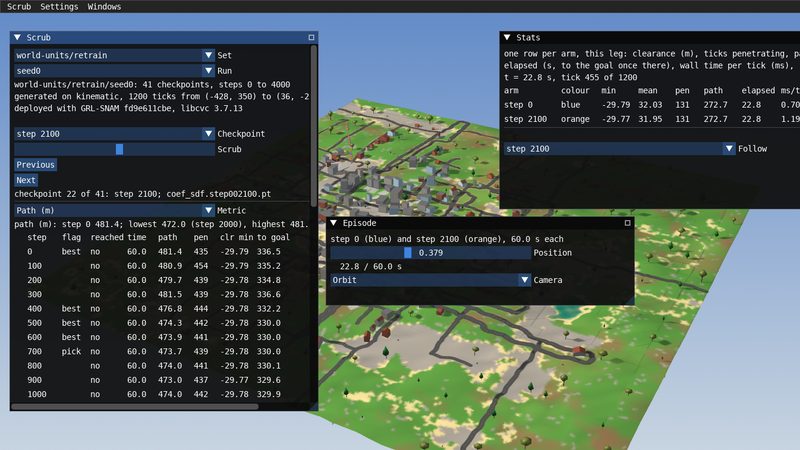 Scrub Settings Windows
Scrub
world-units/retrain Set
seed0 Run
world-units/retrain/seed0: 41 checkpoints, steps 0 to 4000
generated on kinematic, 1200 ticks from (-428, 350) to (36, -2
deployed with GRL-SNAM fd9e611cbe, libcvc 3.7.13
step 2100 Checkpoint
Scrub
Previous
Next
checkpoint 22 of 41: step 2100; coef_sdf.step002100.pt
Path (m) Metric
path (m): step 0 481.4; lowest 472.0 (step 2000), highest 481.
step flag reached time path pen clr min to goal
0 best no 60.0 481.4 435 -29.79 336.5
100 no 60.0 480.9 454 -29.79 335.2
200 no 60.0 479.7 439 -29.78 334.8
300 no 60.0 481.5 439 -29.78 336.6
400 best no 60.0 476.8 444 -29.78 332.2
500 best no 60.0 474.3 442 -29.78 330.0
600 best no 60.0 473.9 441 -29.78 330.0
700 pick no 60.0 473.7 439 -29.78 330.0
800 no 60.0 474.0 441 -29.78 330.1
900 no 60.0 473.0 437 -29.77 329.6
1000 no 60.0 474.0 442 -29.78 329.9
Stats
one row per arm, this leg: clearance (m), ticks penetrating, pa
elapsed (s, to the goal once there), wall time per tick (ms),
t = 22.8 s, tick 455 of 1200
arm colour min mean pen path elapsed ms/t
step 0 blue -29.79 32.03 131 272.7 22.8 0.70
step 2100 orange -29.77 31.95 131 272.7 22.8 1.19
step 2100 Follow
Episode
step 0 (blue) and step 2100 (orange), 60.0 s each
0.379 Position
22.8 / 60.0 s
Orbit Camera